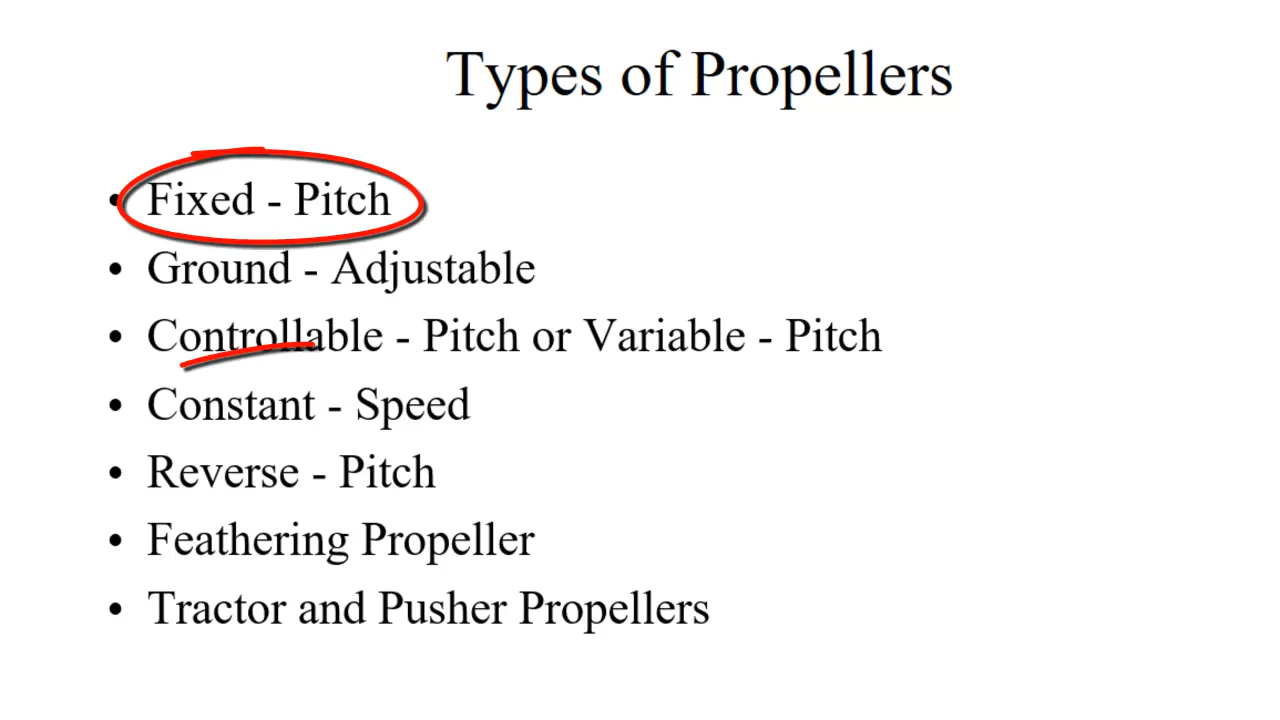 Types of Propellers
• Fixed - Pitch
• Ground - Adjustable
• Controllable - Pitch or Variable - Pitch
• Constant - Speed
• Reverse - Pitch
• Feathering Propeller
• Tractor and Pusher Propellers